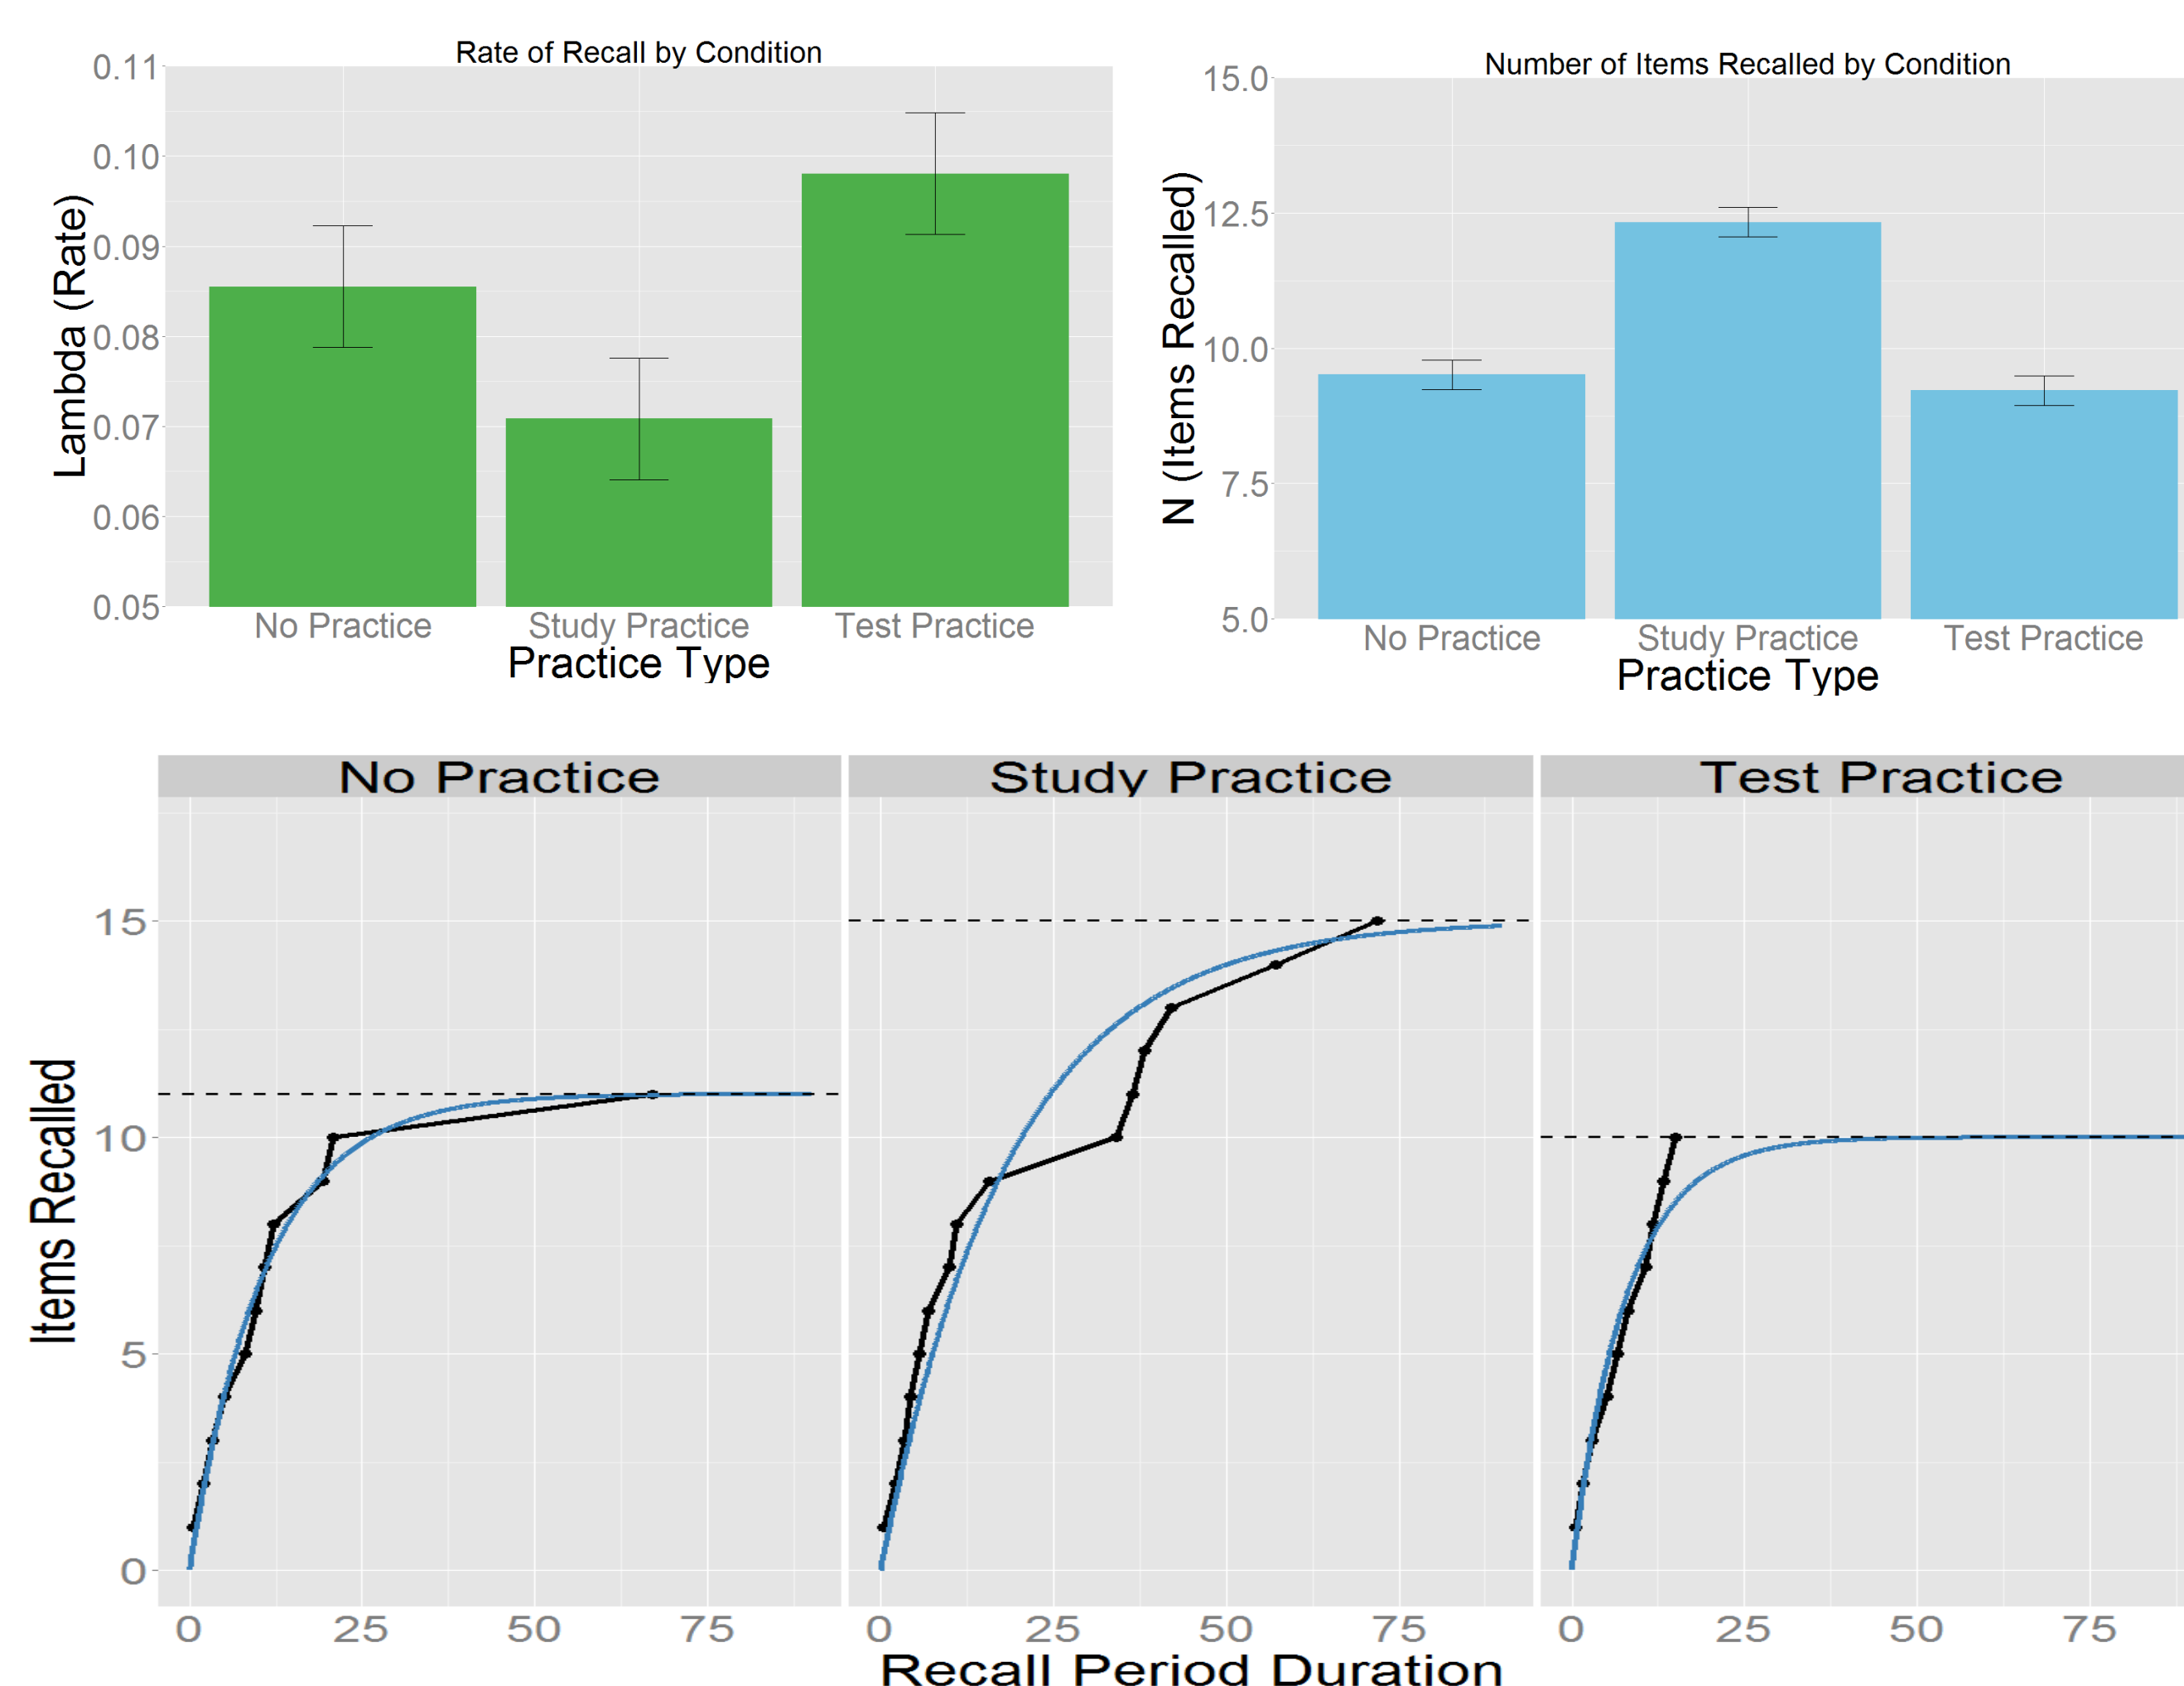 Rate of Recall by Condition
0.11
0.10
0.09
0.08
0.07
0.06
0.05
Lambda (Rate)
No Practice Study Practice Test Practice
Practice Type
Number of Items Recalled by Condition
15.0
12.5
10.0
7.5
5.0
N (Items Recalled)
No Practice Study Practice Test Practice
Practice Type
No Practice Study Practice Test Practice
15
10
5
0
Items Recalled
0 25 50 75 0 25 50 75 0 25 50 75
Recall Period Duration